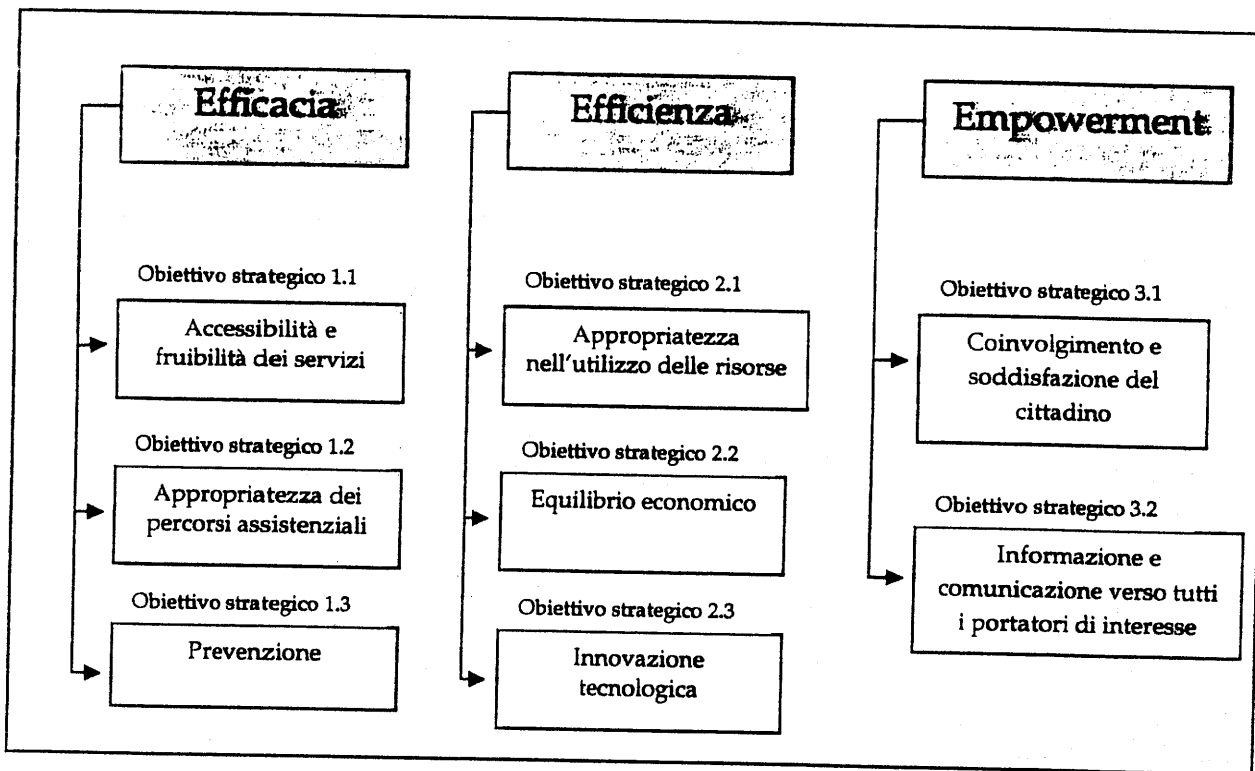 Efficacia
Obiettivo strategico 1.1
Accessibilità e
fruibilità dei servizi
Obiettivo strategico 1.2
Appropriatezza dei
percorsi assistenziali
Obiettivo strategico 1.3
Prevenzione
Efficienza
Obiettivo strategico 2.1
Appropriatezza
nell'utilizzo delle risorse
Obiettivo strategico 2.2
Equilibrio economico
Obiettivo strategico 2.3
Innovazione
tecnologica
Empowerment
Obiettivo strategico 3.1
Coinvolgimento e
soddisfazione del
cittadino
Obiettivo strategico 3.2
Informazione e
comunicazione verso tutti
i portatori di interesse